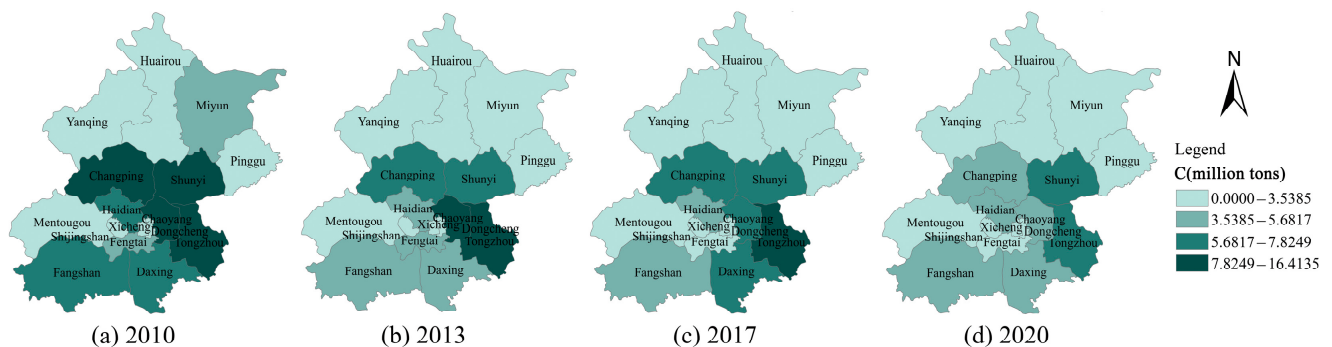 Huairou
Miyun
Yanqing
Pinggu
Changping
Shunyi
Haidian
Mentougou
Chaoyang
Xicheng
Dongcheng
Shijingshan
Fengtai
Tongzhou
Fangshan
Daxing
(a) 2010
Huairou
Miyun
Yanqing
Pinggu
Changping
Shunyi
Haidian
Mentougou
Chaoyang
Xicheng
Dongcheng
Shijingshan
Fengtai
Tongzhou
Fangshan
Daxing
(b) 2013
Huairou
Miyun
Yanqing
Pinggu
Changping
Shunyi
Haidian
Mentougou
Chaoyang
Xicheng
Dongcheng
Shijingshan
Fengtai
Tongzhou
Fangshan
Daxing
(c) 2017
Huairou
Miyun
Yanqing
Pinggu
Changping
Shunyi
Haidian
Mentougou
Chaoyang
Xicheng
Dongcheng
Shijingshan
Fengtai
Tongzhou
Fangshan
Daxing
(d) 2020
N
Legend
C(million tons)
0.0000–3.5385
3.5385–5.6817
5.6817–7.8249
7.8249–16.4135